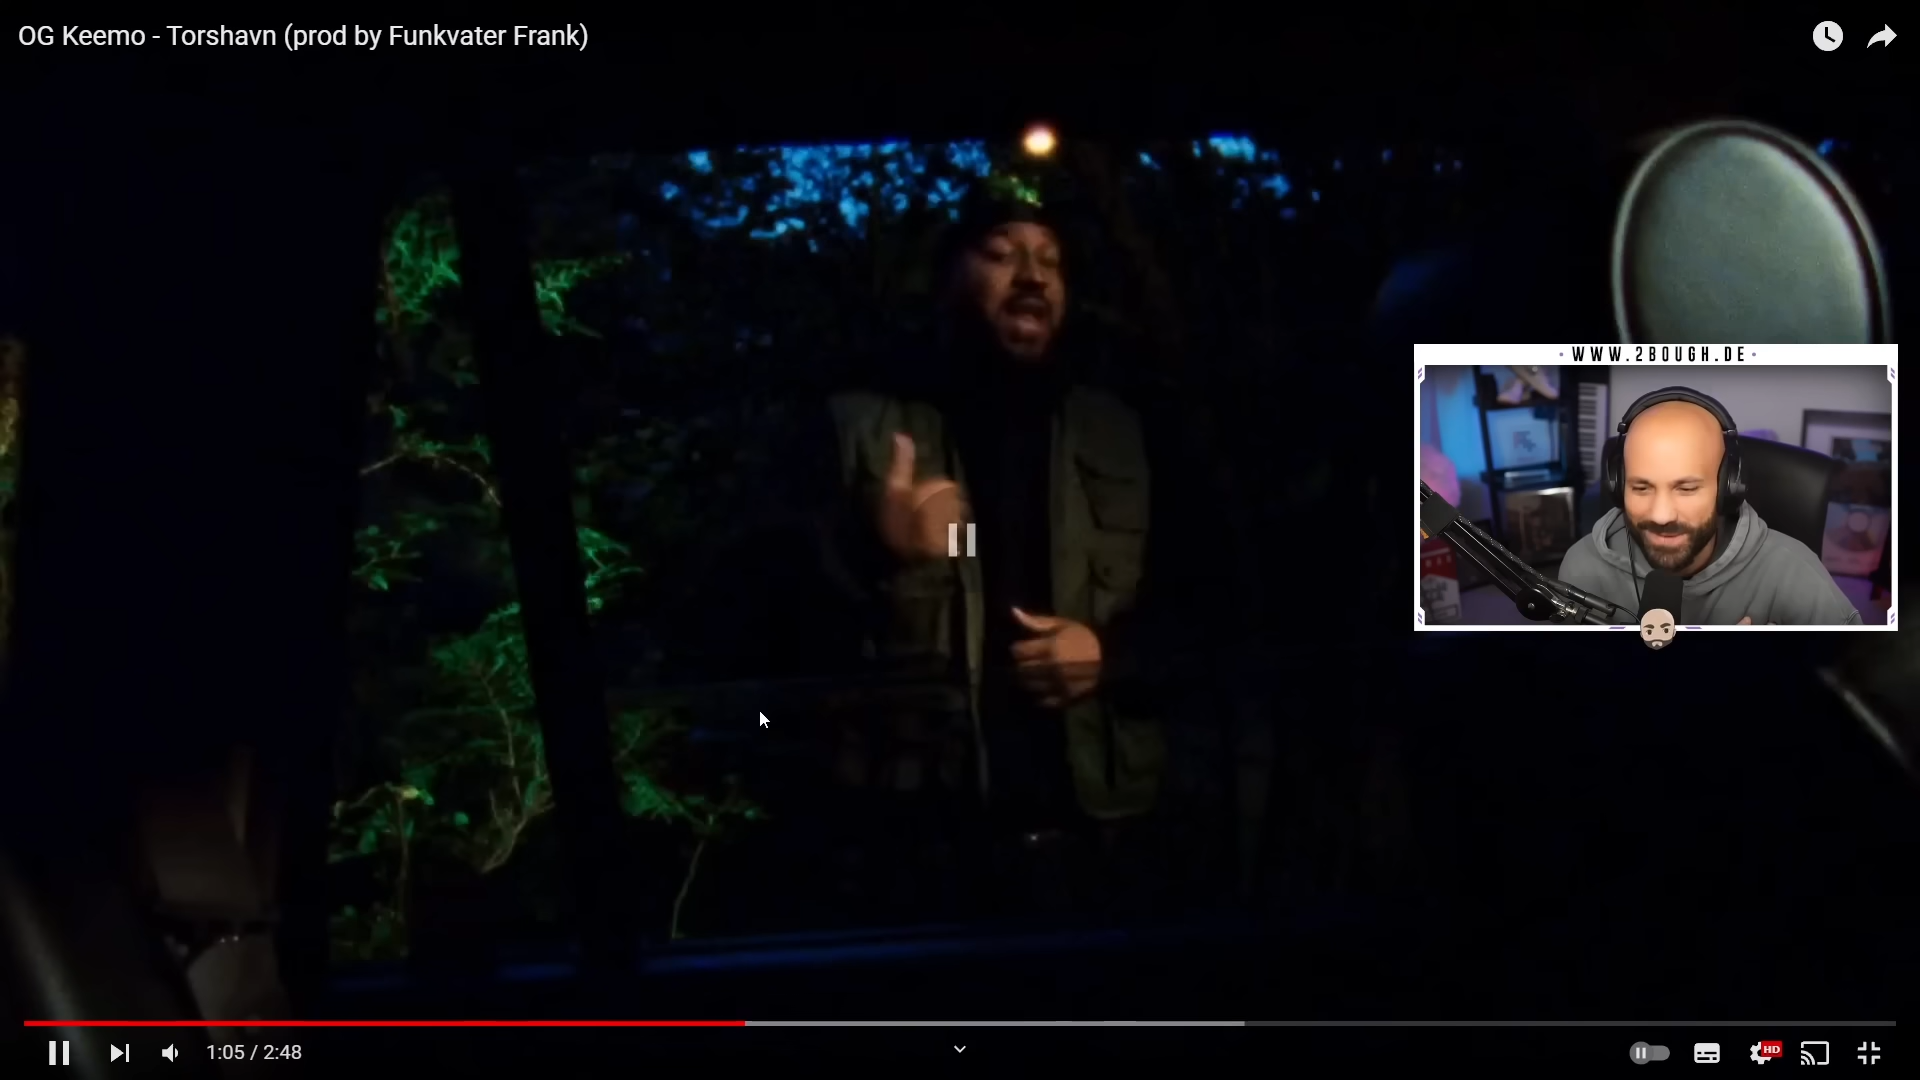 OG Keemo - Torshavn (prod by Funkvater Frank)
• WWW.2BOUGH.DE •
1:05 / 2:48
HD